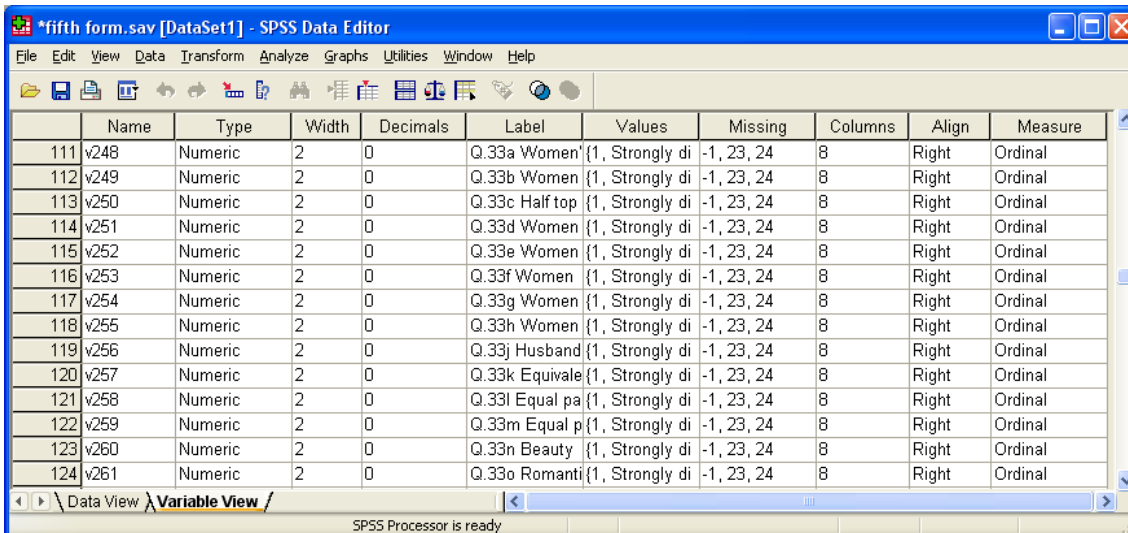 *fifth form.sav [DataSet1] - SPSS Data Editor
File Edit View Data Transform Analyze Graphs Utilities Window Help
Name Type Width Decimals Label Values Missing Columns Align Measure
111 v248 Numeric 2 0 Q.33a Women' {1, Strongly di -1, 23, 24 8 Right Ordinal
112 v249 Numeric 2 0 Q.33b Women {1, Strongly di -1, 23, 24 8 Right Ordinal
113 v250 Numeric 2 0 Q.33c Half top {1, Strongly di -1, 23, 24 8 Right Ordinal
114 v251 Numeric 2 0 Q.33d Women {1, Strongly di -1, 23, 24 8 Right Ordinal
115 v252 Numeric 2 0 Q.33e Women {1, Strongly di -1, 23, 24 8 Right Ordinal
116 v253 Numeric 2 0 Q.33f Women {1, Strongly di -1, 23, 24 8 Right Ordinal
117 v254 Numeric 2 0 Q.33g Women {1, Strongly di -1, 23, 24 8 Right Ordinal
118 v255 Numeric 2 0 Q.33h Women {1, Strongly di -1, 23, 24 8 Right Ordinal
119 v256 Numeric 2 0 Q.33j Husband {1, Strongly di -1, 23, 24 8 Right Ordinal
120 v257 Numeric 2 0 Q.33k Equivale {1, Strongly di -1, 23, 24 8 Right Ordinal
121 v258 Numeric 2 0 Q.33l Equal pa {1, Strongly di -1, 23, 24 8 Right Ordinal
122 v259 Numeric 2 0 Q.33m Equal p {1, Strongly di -1, 23, 24 8 Right Ordinal
123 v260 Numeric 2 0 Q.33n Beauty {1, Strongly di -1, 23, 24 8 Right Ordinal
124 v261 Numeric 2 0 Q.33o Romanti {1, Strongly di -1, 23, 24 8 Right Ordinal
Data View Variable View
SPSS Processor is ready